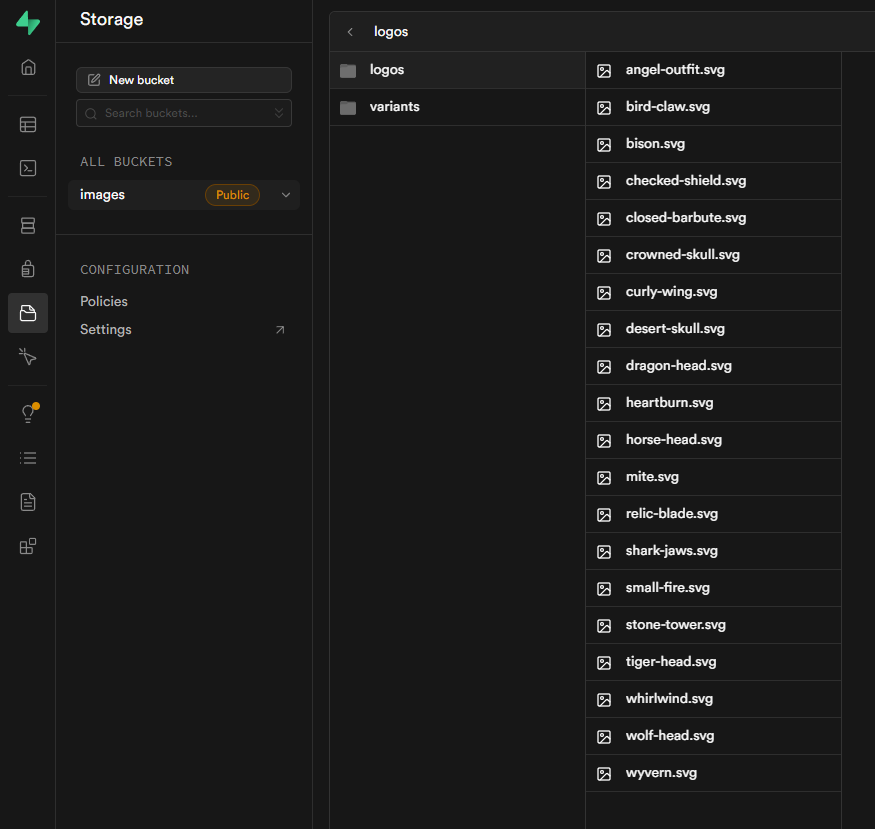 Storage
New bucket
Search buckets...
ALL BUCKETS
images
Public
CONFIGURATION
Policies
Settings
logos
logos
variants
angel-outfit.svg
bird-claw.svg
bison.svg
checked-shield.svg
closed-barbute.svg
crowned-skull.svg
curly-wing.svg
desert-skull.svg
dragon-head.svg
heartburn.svg
horse-head.svg
mite.svg
relic-blade.svg
shark-jaws.svg
small-fire.svg
stone-tower.svg
tiger-head.svg
whirlwind.svg
wolf-head.svg
wyvern.svg